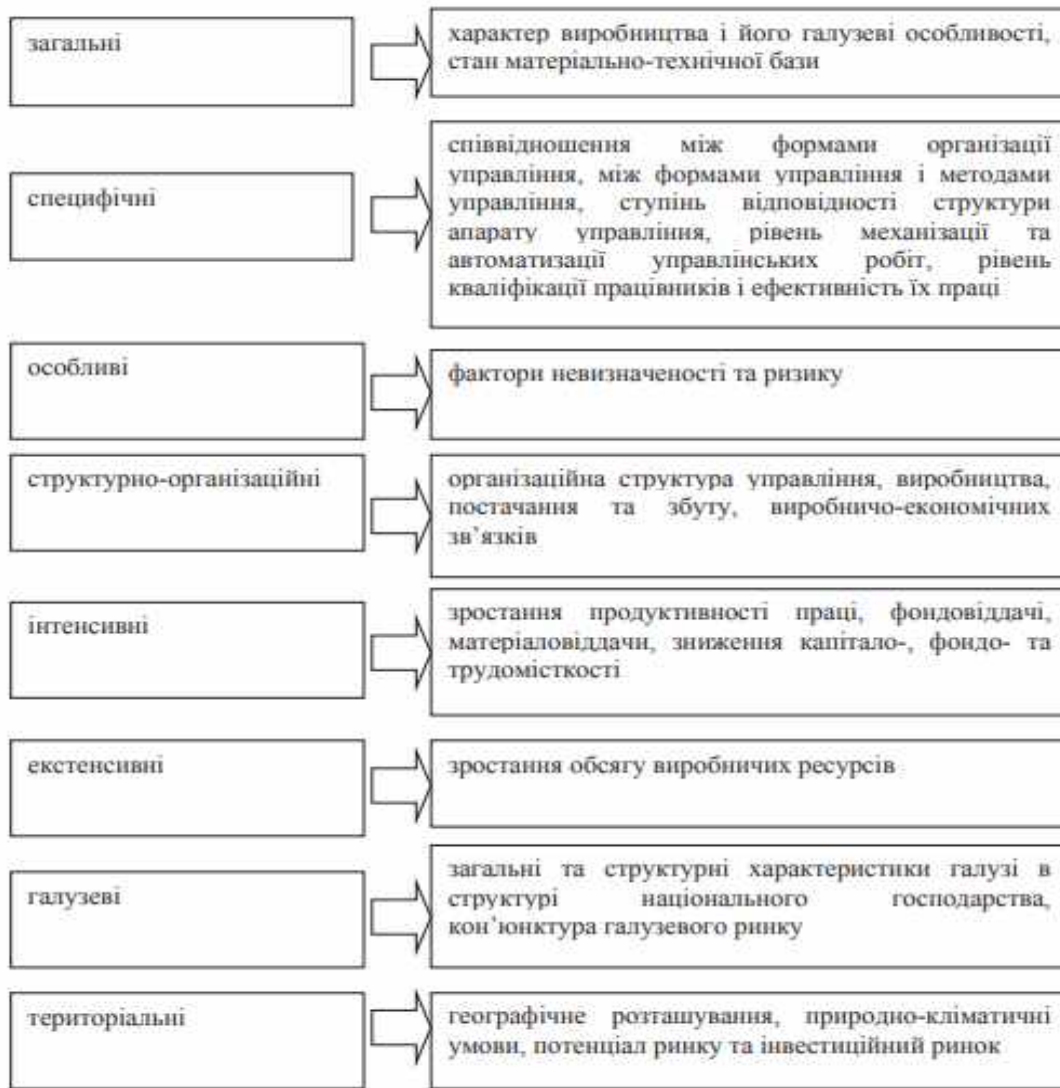 загальні
характер виробництва і його галузеві особливості,
стан матеріально-технічної бази
специфічні
співвідношення між формами організації
управління, між формами управління і методами
управління, ступінь відповідності структури
апарату управління, рівень механізації та
автоматизації управлінських робіт, рівень
кваліфікації працівників і ефективність їх праці
особливі
фактори невизначеності та ризику
структурно-організаційні
організаційна структура управління, виробництва,
постачання та збуту, виробничо-економічних
зв’язків
інтенсивні
зростання продуктивності праці, фондовіддачі,
матеріаловіддачи, зниження капітало-, фондо- та
трудомісткості
екстенсивні
зростання обсягу виробничих ресурсів
галузеві
загальні та структурні характеристики галузі в
структурі національного господарства,
кон’юнктура галузевого ринку
територіальні
географічне розташування, природно-кліматичні
умови, потенціал ринку та інвестиційний ринок